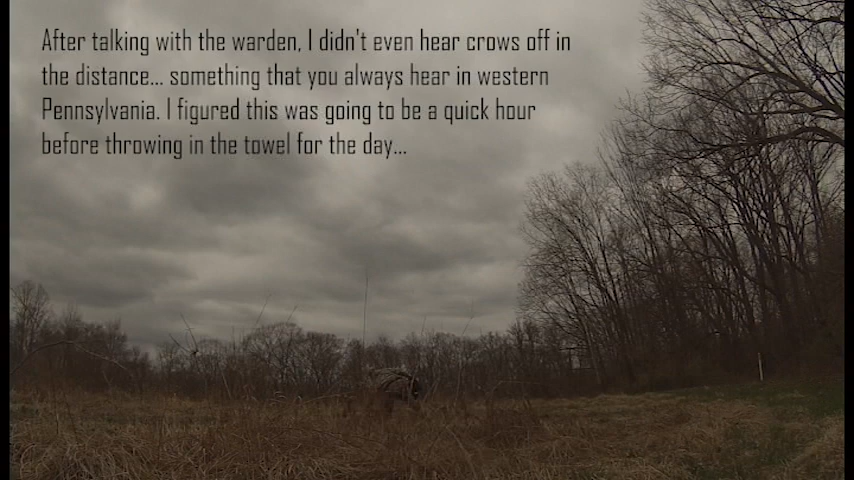 After talking with the warden, I didn't even hear crows off in
the distance... something that you always hear in western
Pennsylvania. I figured this was going to be a quick hour
before throwing in the towel for the day...